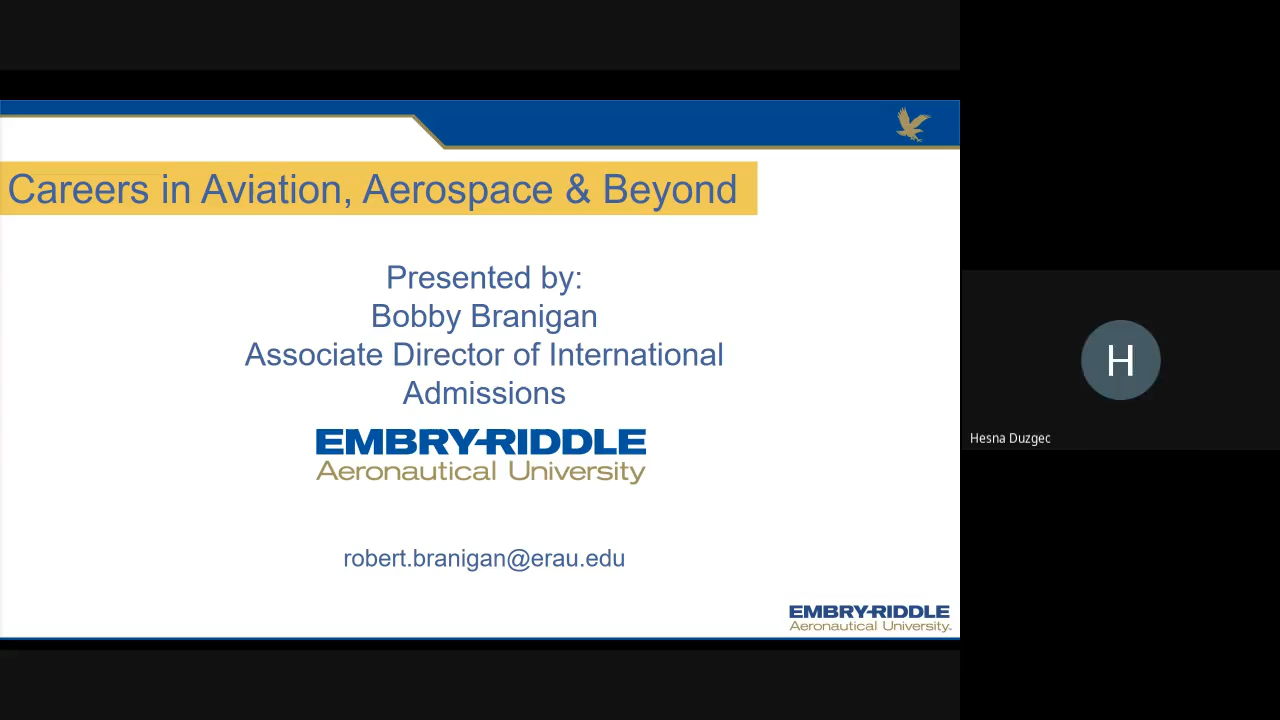 Careers in Aviation, Aerospace & Beyond
Presented by:
Bobby Branigan
Associate Director of International
Admissions
EMBRY-RIDDLE
Aeronautical University
robert.branigan@erau.edu
EMBRY-RIDDLE
Aeronautical University.
H
Hesna Duzgec